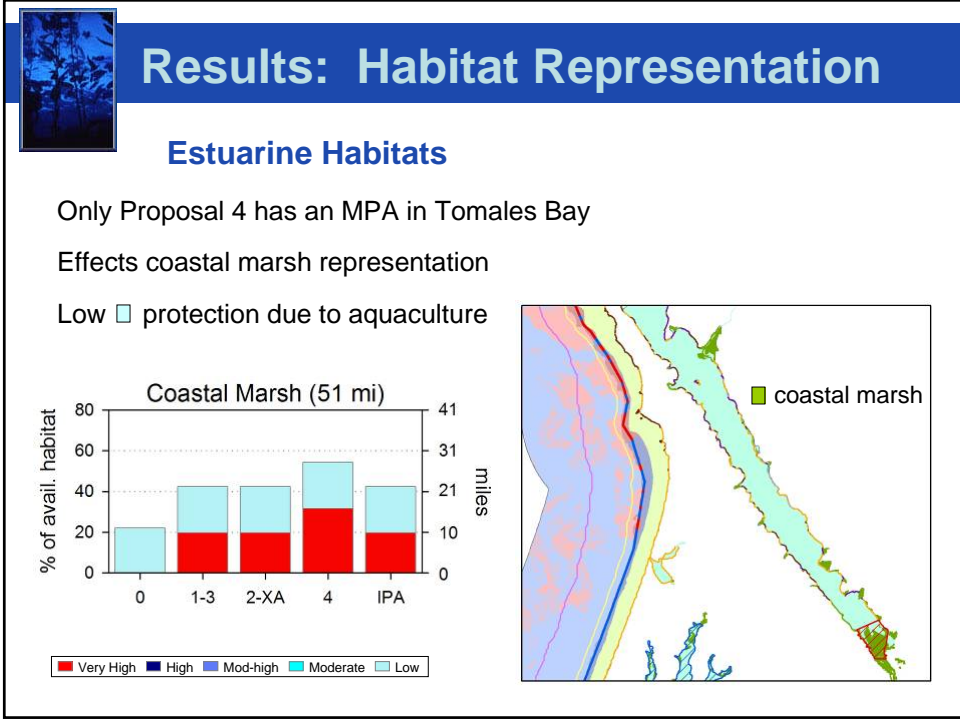 Results: Habitat Representation
Estuarine Habitats
Only Proposal 4 has an MPA in Tomales Bay
Effects coastal marsh representation
Low protection due to aquaculture
coastal marsh
Coastal Marsh (51 mi)
% of avail. habitat
80
60
40
20
0
41
31
21
10
0
miles
0 1-3 2-XA 4 IPA
Very High High Mod-high Moderate Low